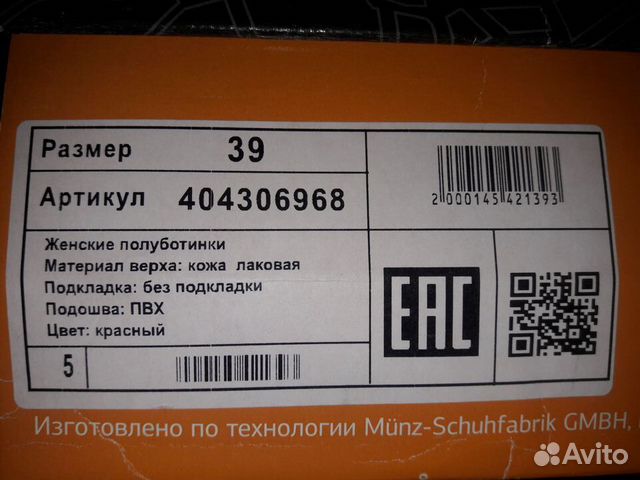 Размер 39
Артикул 404306968
2 000145 421393
Женские полуботинки
Материал верха: кожа лаковая
Подкладка: без подкладки
Подошва: ПВХ
Цвет: красный
EAC
5
Изготовлено по технологии Münz-Schuhfabrik GMBH,
Avito